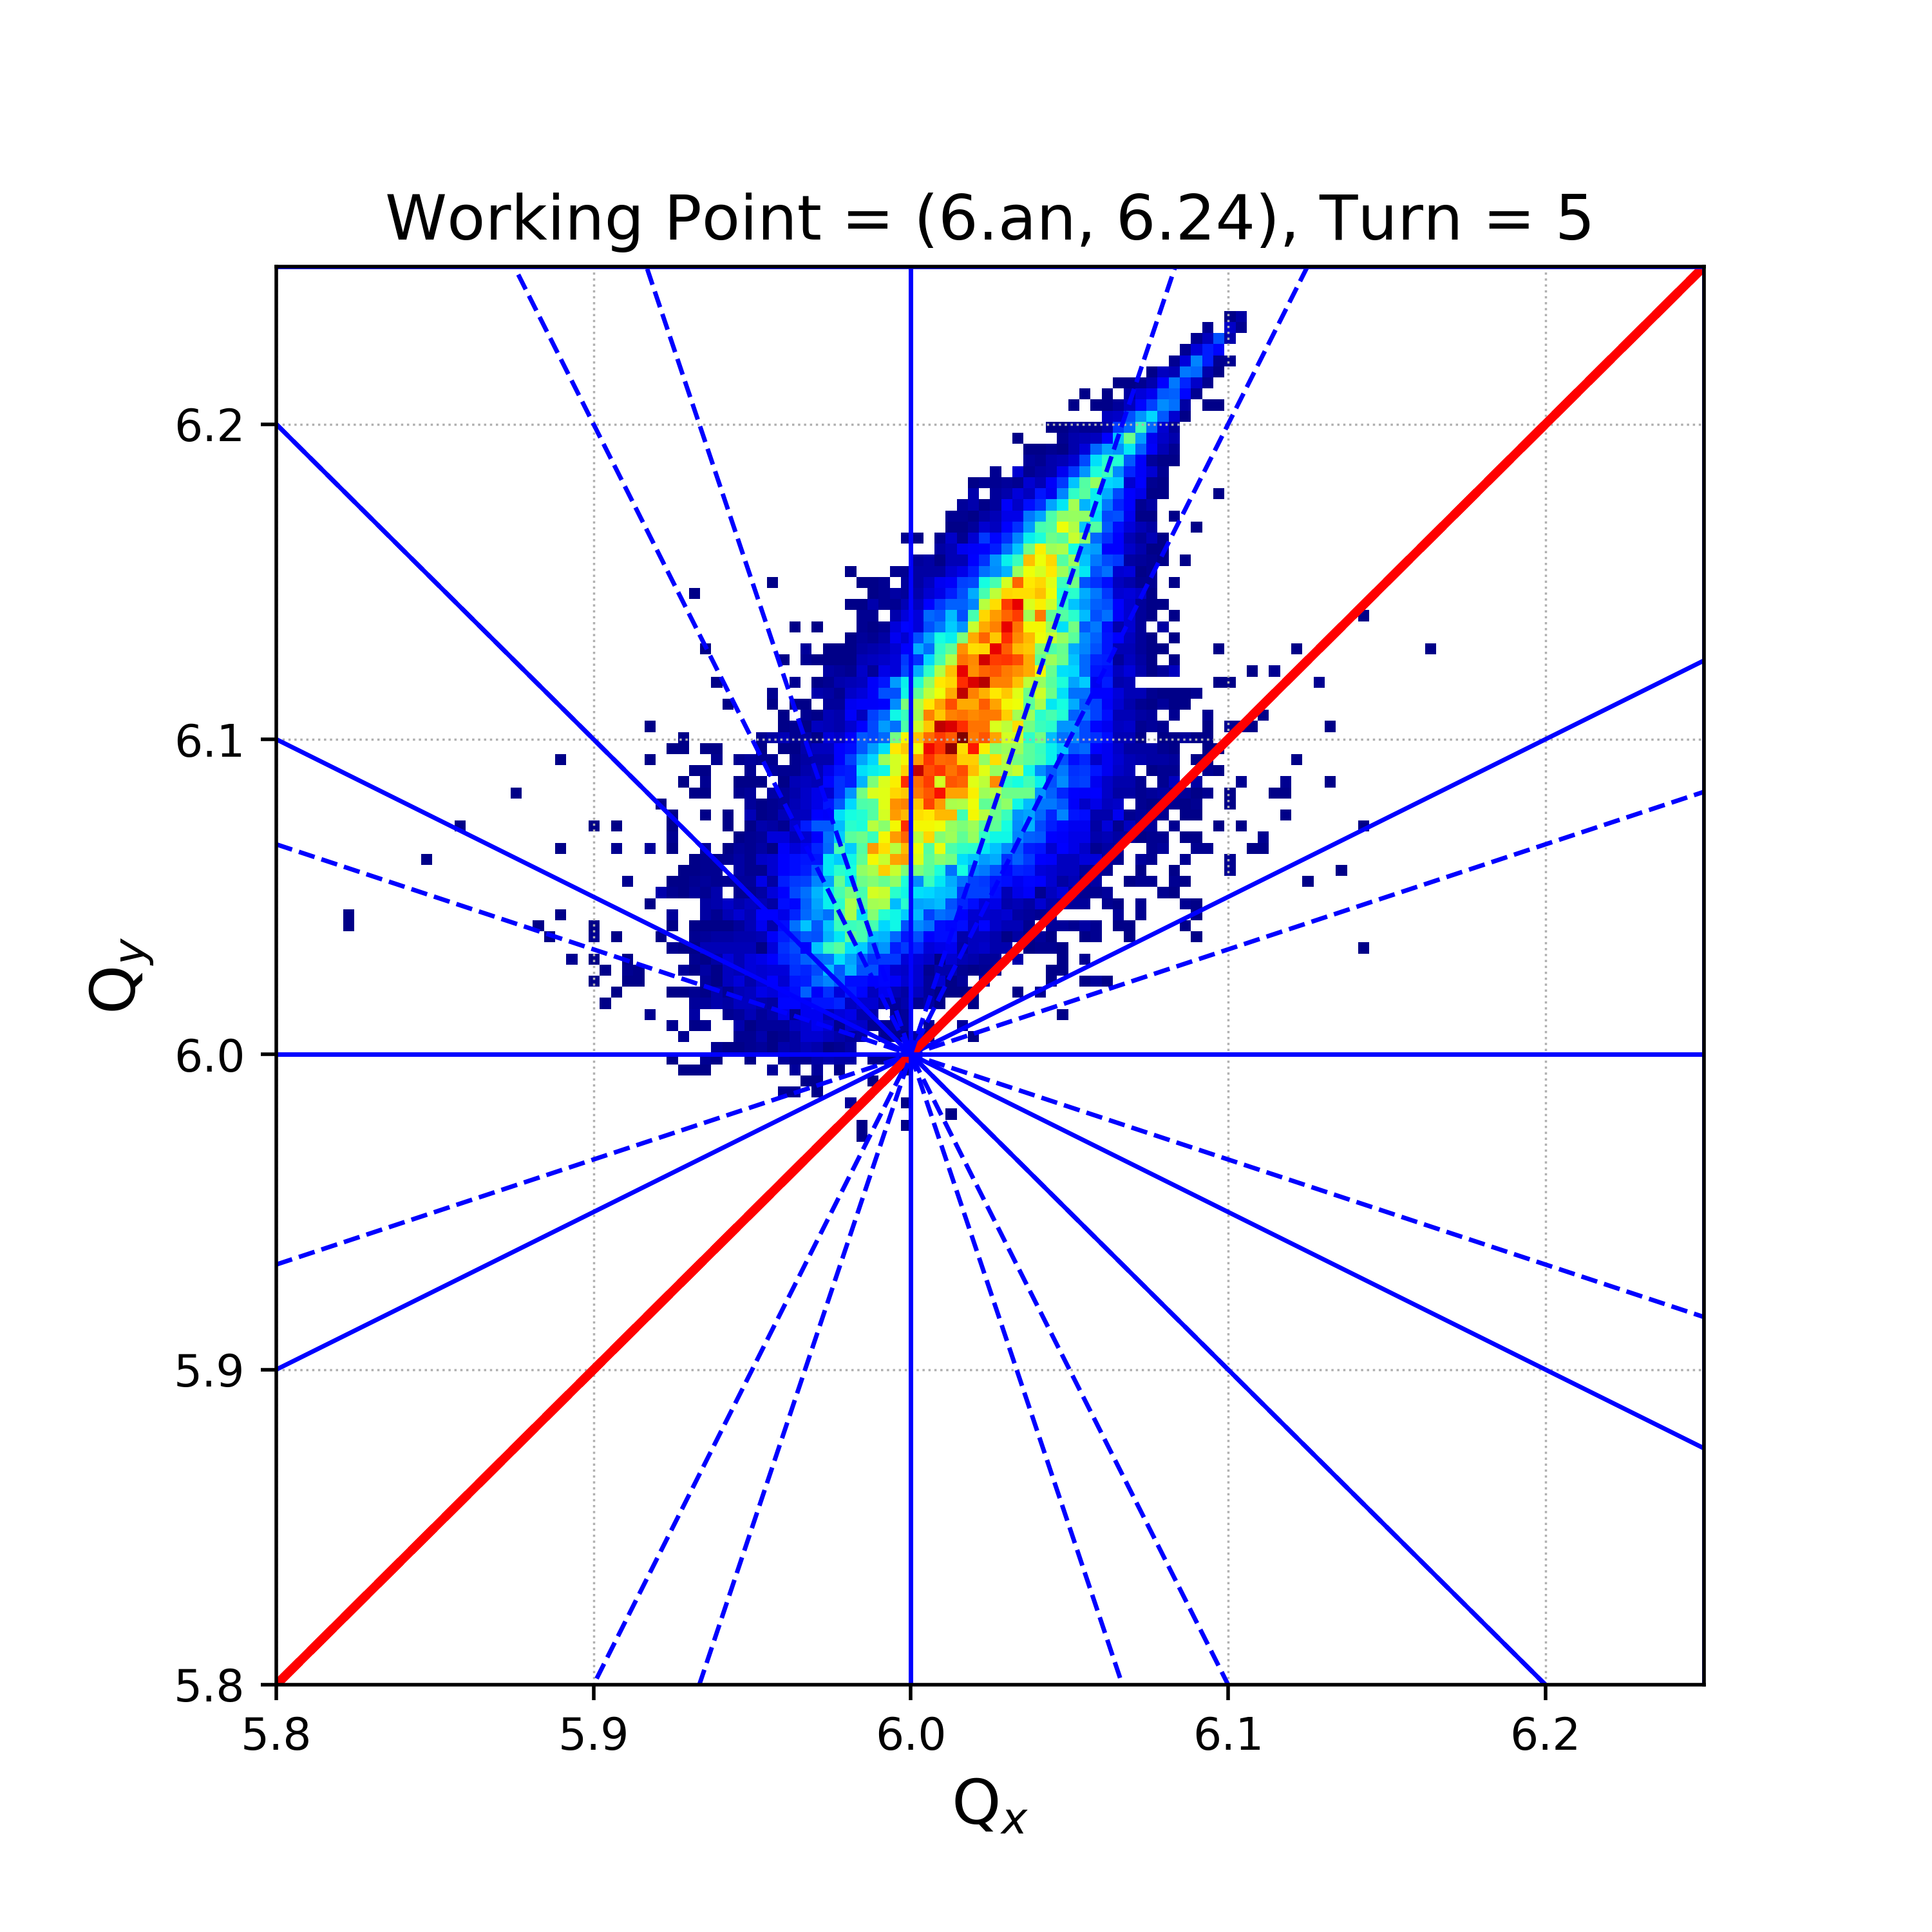 Working Point = (6.an, 6.24), Turn = 5
6.2
6.1
Qy
6.0
5.9
5.8
5.8 5.9 6.0 6.1 6.2
Qx